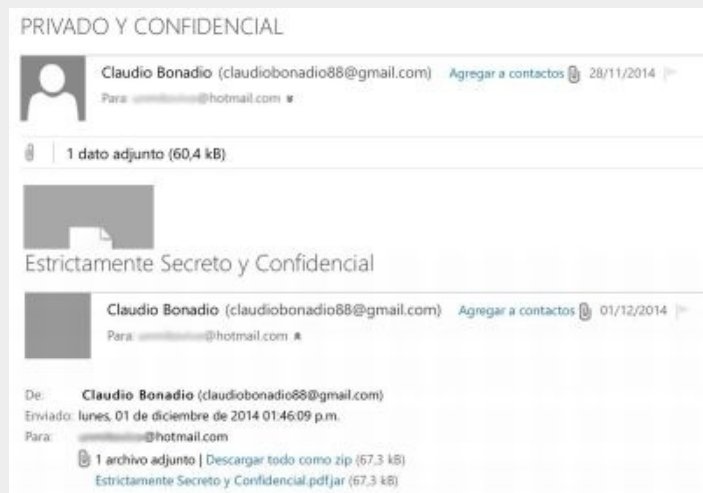 PRIVADO Y CONFIDENCIAL
Claudio Bonadio (claudiobonadio88@gmail.com) Agregar a contactos 28/11/2014
Para: @hotmail.com
1 dato adjunto (60,4 kB)
Estrictamente Secreto y Confidencial
Claudio Bonadio (claudiobonadio88@gmail.com) Agregar a contactos 01/12/2014
Para: @hotmail.com
De: Claudio Bonadio (claudiobonadio88@gmail.com)
Enviado: lunes, 01 de diciembre de 2014 01:46:09 p.m.
Para: @hotmail.com
1 archivo adjunto | Descargar todo como zip (67,3 kB)
Estrictamente Secreto y Confidencial.pdf.jar (67,3 kB)